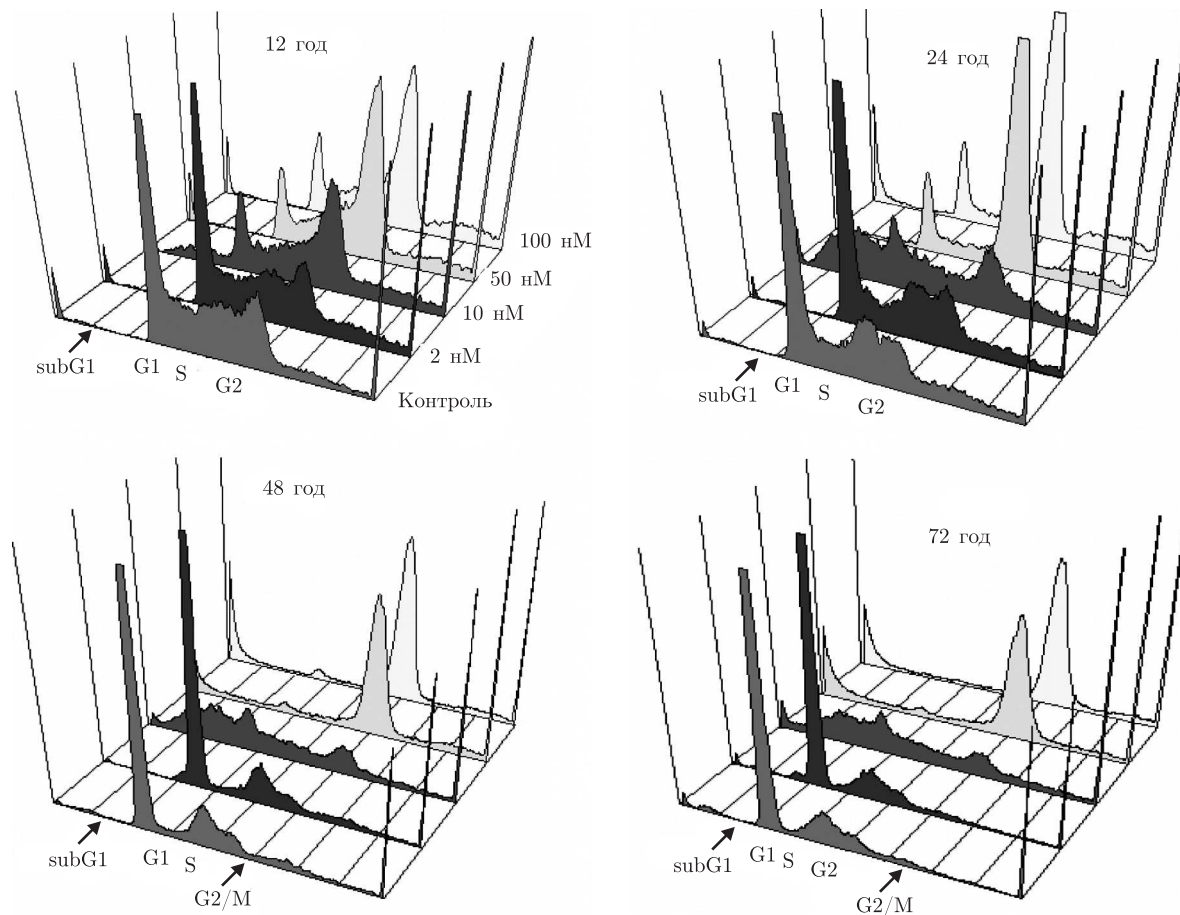 12 год
24 год
100 нМ
50 нМ
10 нМ
2 нМ
Контроль
subG1
G1
S
G2
subG1
G1
S
G2
48 год
72 год
subG1
G1
S
G2/M
subG1
G1
S
G2
G2/M